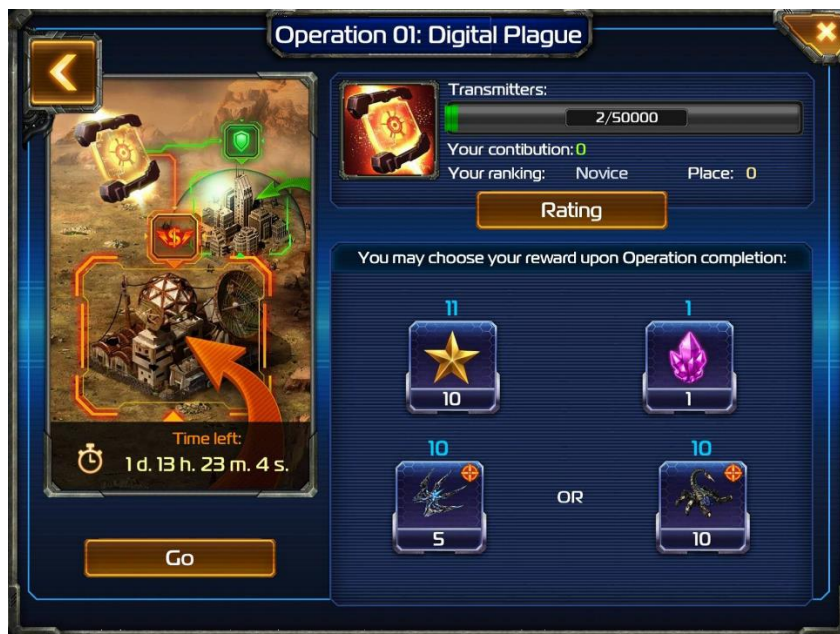 Operation 01: Digital Plague
Transmitters:
2/50000
Your contibution: 0
Your ranking: Novice Place: 0
Rating
You may choose your reward upon Operation completion:
11 1
10 1
10 10
OR
5 10
$
Time left:
1 d. 13 h. 23 m. 4 s.
Go